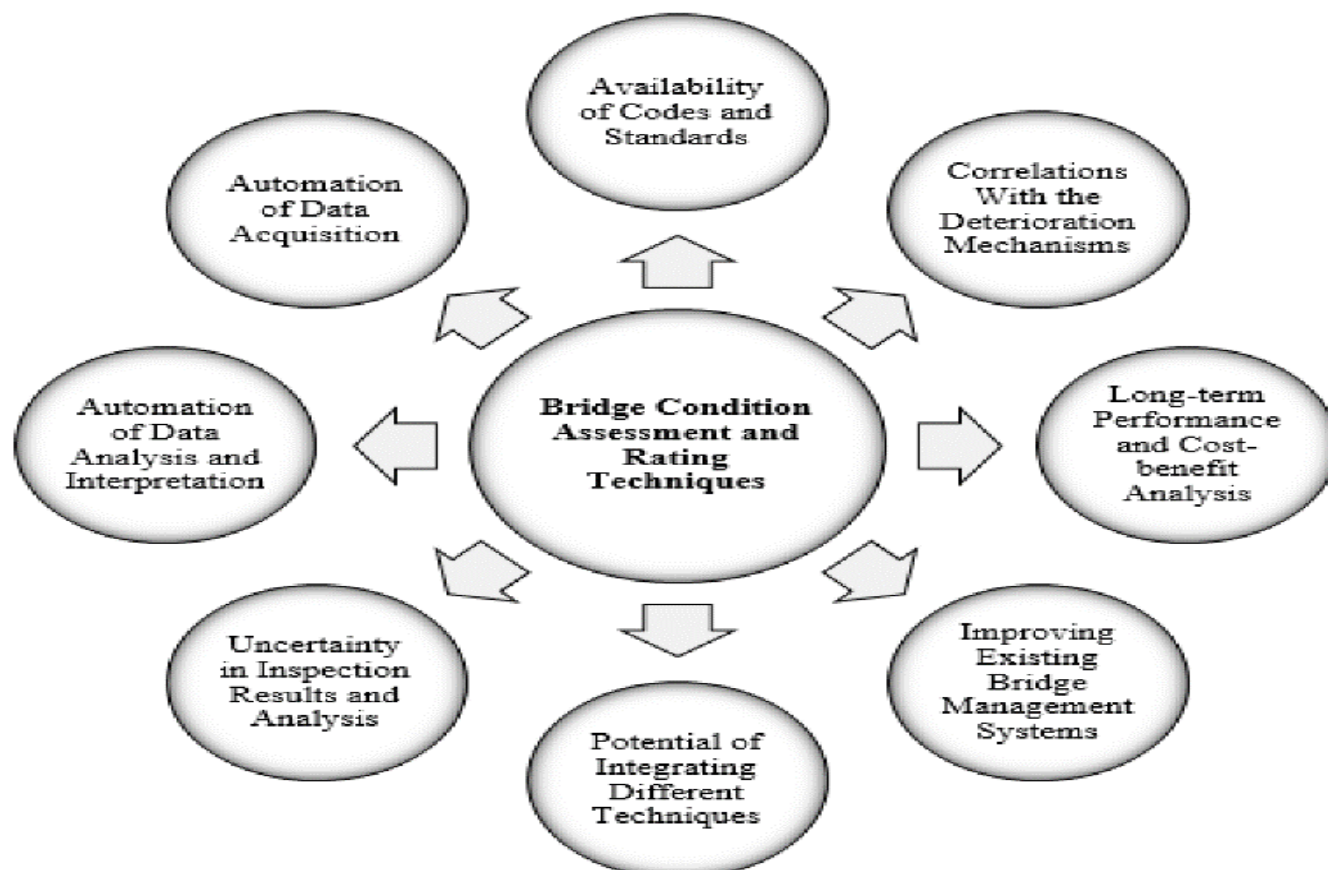 Availability
of Codes and
Standards
Automation
of Data
Acquisition
Correlations
With the
Deterioration
Mechanisms
Bridge Condition
Assessment and
Rating
Techniques
Automation
of Data
Analysis and
Interpretation
Long-term
Performance
and Cost-
benefit
Analysis
Uncertainty
in Inspection
Results and
Analysis
Improving
Existing
Bridge
Management
Systems
Potential of
Integrating
Different
Techniques